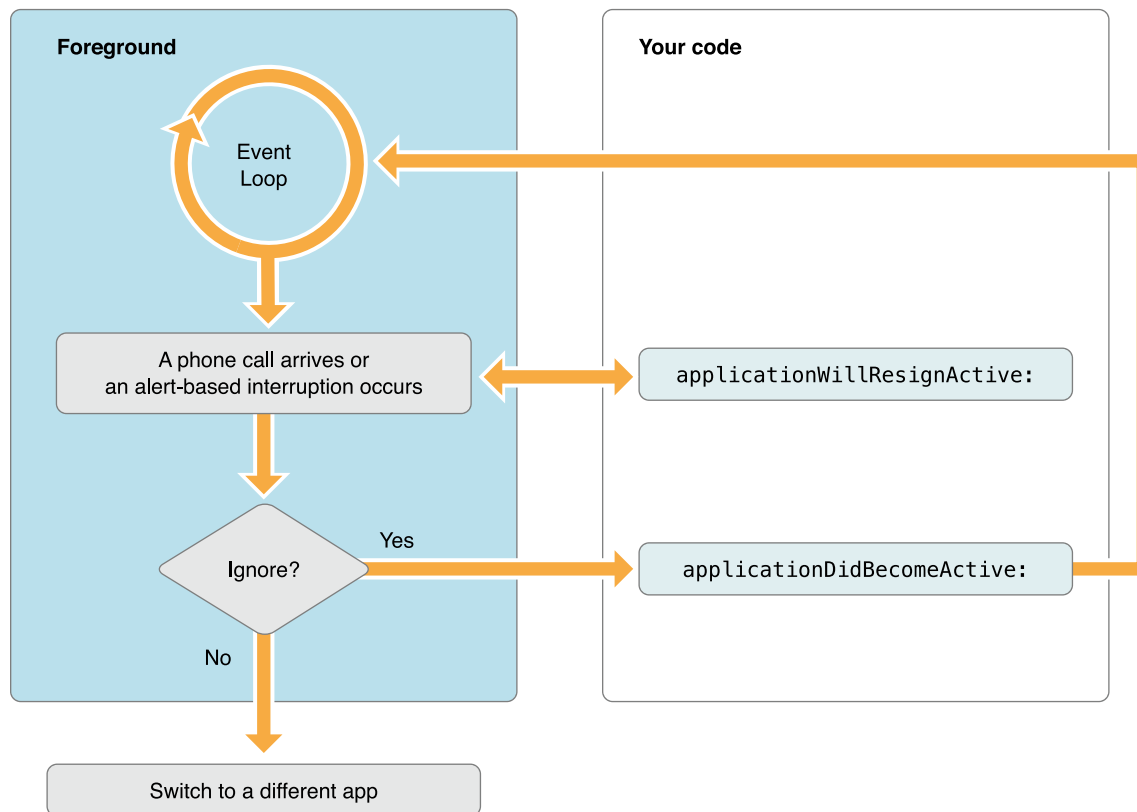 Foreground
Your code
Event
Loop
A phone call arrives or
an alert-based interruption occurs
applicationWillResignActive:
Ignore?
Yes
applicationDidBecomeActive:
No
Switch to a different app